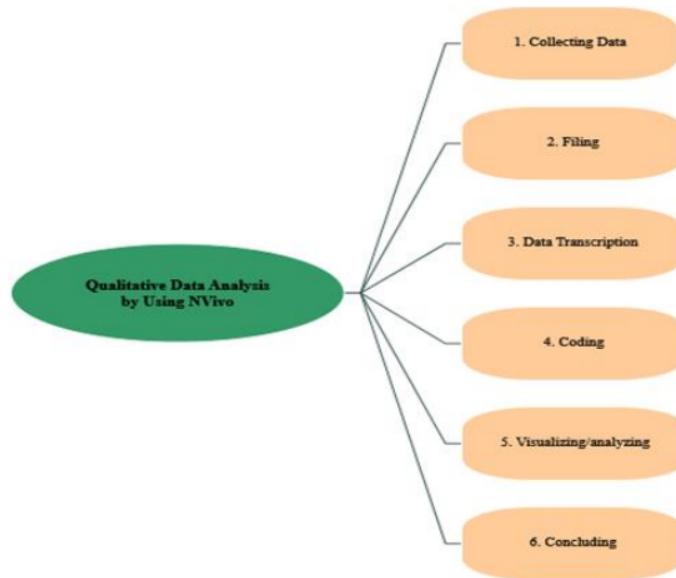 Qualitative Data Analysis
by Using NVivo
1. Collecting Data
2. Filing
3. Data Transcription
4. Coding
5. Visualizing/analyzing
6. Concluding